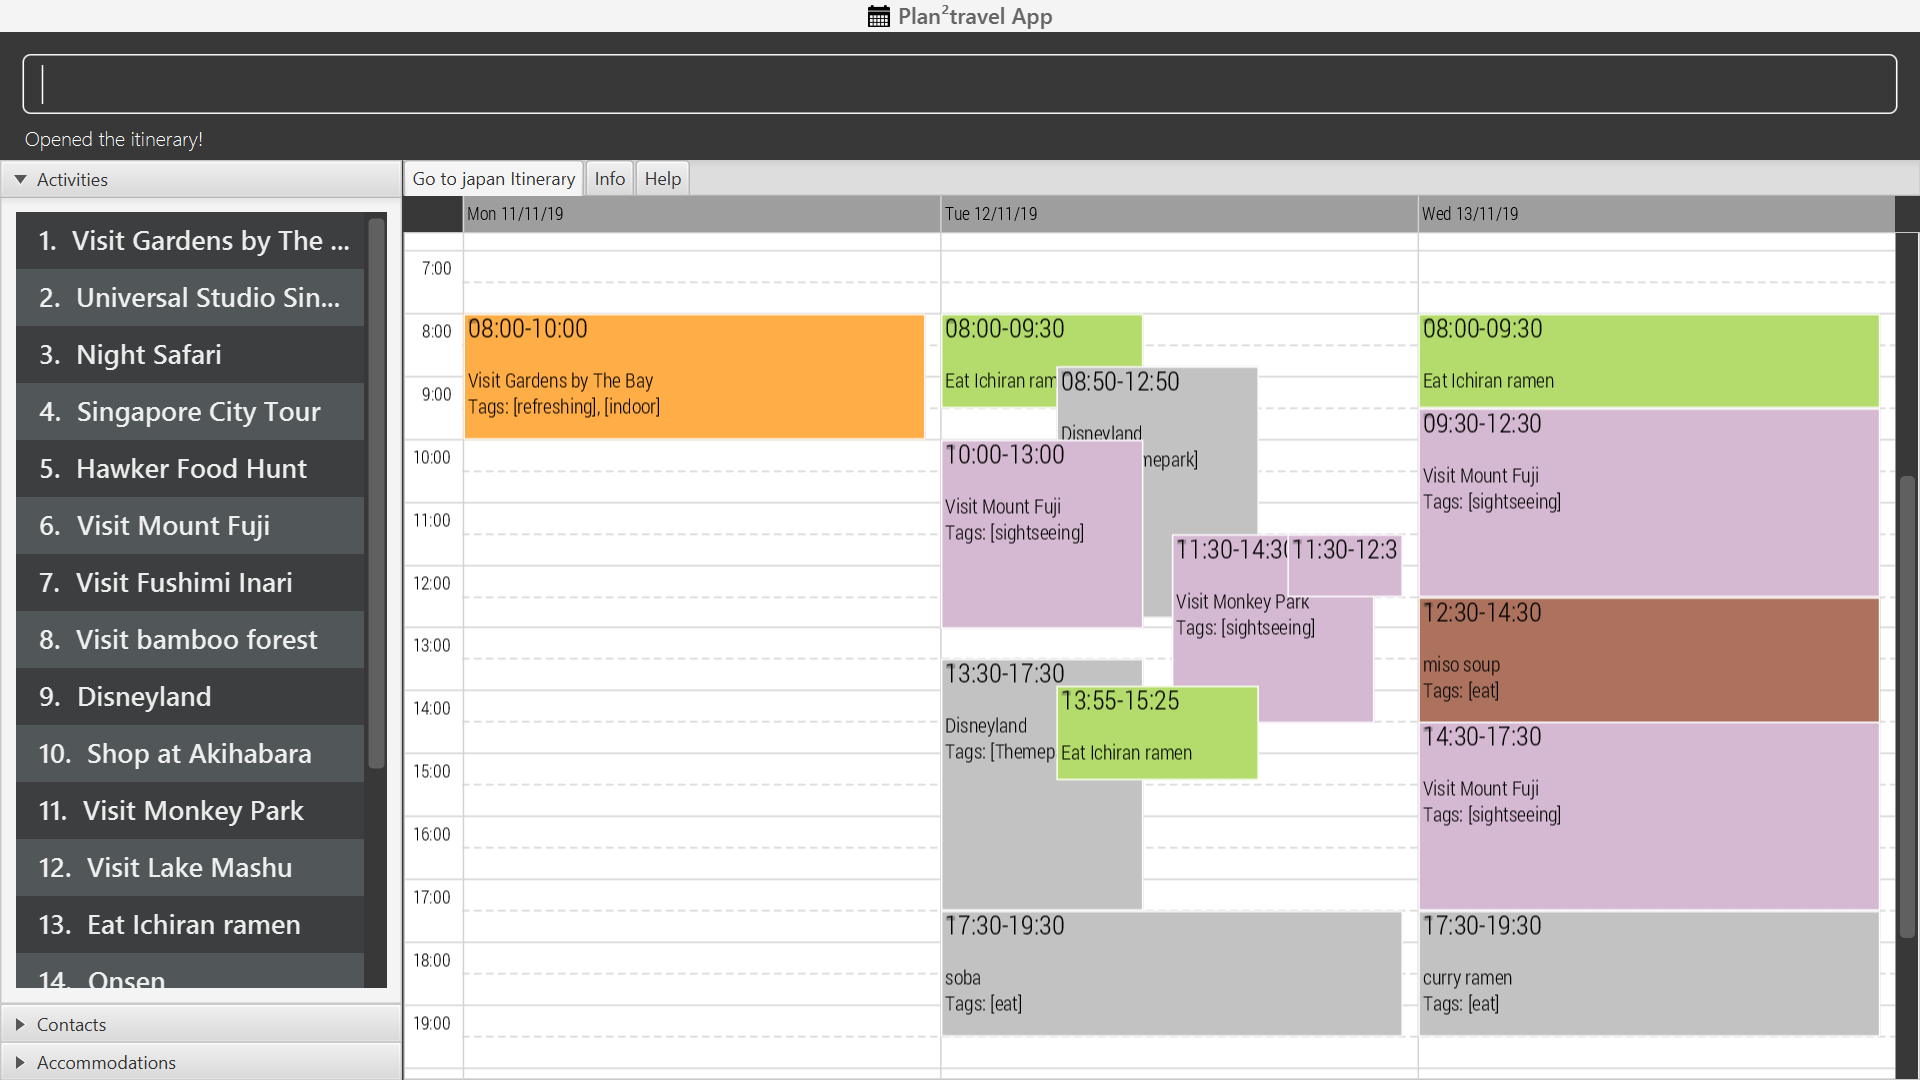 Plan²travel App
Opened the itinerary!
Activities
1. Visit Gardens by The ...
2. Universal Studio Sin...
3. Night Safari
4. Singapore City Tour
5. Hawker Food Hunt
6. Visit Mount Fuji
7. Visit Fushimi Inari
8. Visit bamboo forest
9. Disneyland
10. Shop at Akihabara
11. Visit Monkey Park
12. Visit Lake Mashu
13. Eat Ichiran ramen
14. Onsen
Contacts
Accommodations
Go to japan Itinerary
Info
Help
Mon 11/11/19
Tue 12/11/19
Wed 13/11/19
7:00
8:00
9:00
10:00
11:00
12:00
13:00
14:00
15:00
16:00
17:00
18:00
19:00
08:00-10:00
Visit Gardens by The Bay
Tags: [refreshing], [indoor]
08:00-09:30
Eat Ichiran ram
08:50-12:50
Disneyland
mepark]
10:00-13:00
Visit Mount Fuji
Tags: [sightseeing]
11:30-14:30
Visit Monkey Park
Tags: [sightseeing]
11:30-12:3
13:30-17:30
Disneyland
Tags: [Themep
13:55-15:25
Eat Ichiran ramen
17:30-19:30
soba
Tags: [eat]
08:00-09:30
Eat Ichiran ramen
09:30-12:30
Visit Mount Fuji
Tags: [sightseeing]
12:30-14:30
miso soup
Tags: [eat]
14:30-17:30
Visit Mount Fuji
Tags: [sightseeing]
17:30-19:30
curry ramen
Tags: [eat]